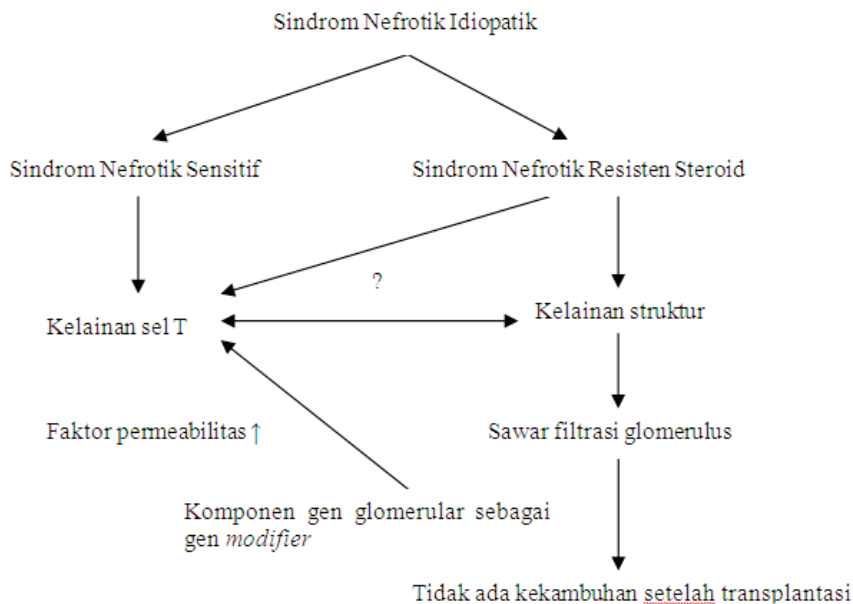 Sindrom Nefrotik Idiopatik
Sindrom Nefrotik Sensitif
Sindrom Nefrotik Resisten Steroid
?
Kelainan sel T
Kelainan struktur
Faktor permeabilitas ↑
Sawar filtrasi glomerulus
Komponen gen glomerular sebagai
gen modifier
Tidak ada kekambuhan setelah transplantasi